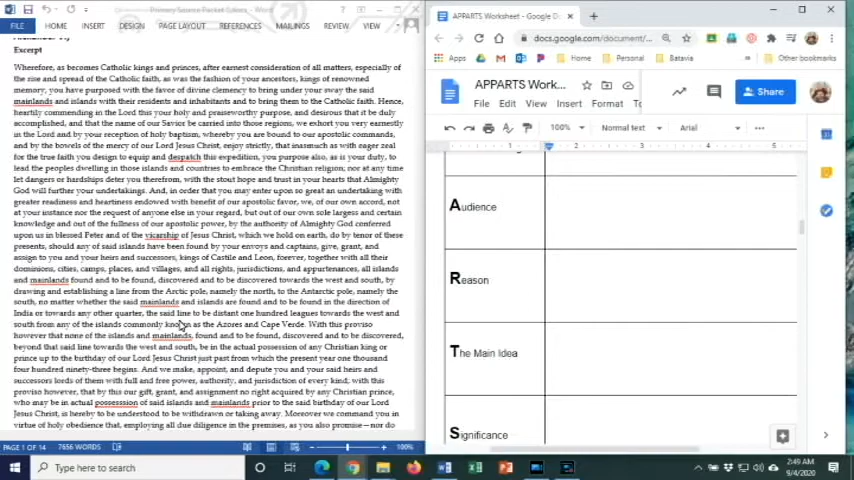 Primary Source Packet (Sakers) - Word
FILE HOME INSERT DESIGN PAGE LAYOUT REFERENCES MAILINGS REVIEW VIEW
Excerpt
Wherefore, as becomes Catholic kings and princes, after earnest consideration of all matters, especially of
the rise and spread of the Catholic faith, as was the fashion of your ancestors, kings of renowned
memory, you have purposed with the favor of divine clemency to bring under your sway the said
mainlands and islands with their residents and inhabitants and to bring them to the Catholic faith. Hence,
heartily commending in the Lord this your holy and praiseworthy purpose, and desirous that it be duly
accomplished, and that the name of our Savior be carried into those regions, we exhort you very earnestly
in the Lord and by your reception of holy baptism, whereby you are bound to our apostolic commands,
and by the bowels of the mercy of our Lord Jesus Christ, enjoy strictly, that inasmuch as with eager zeal
for the true faith you design to equip and despatch this expedition, you purpose also, as is your duty, to
lead the peoples dwelling in those islands and countries to embrace the Christian religion; nor at any time
let dangers or hardships deter you therefrom, with the stout hope and trust in your hearts that Almighty
God will further your undertakings. And, in order that you may enter upon so great an undertaking with
greater readiness and heartiness endowed with benefit of our apostolic favor, we, of our own accord, not
at your instance nor the request of anyone else in your regard, but out of our own sole largess and certain
knowledge and out of the fullness of our apostolic power, by the authority of Almighty God conferred
upon us in blessed Peter and of the vicarship of Jesus Christ, which we hold on earth, do by tenor of these
presents, should any of said islands have been found by your envoys and captains, give, grant, and
assign to you and your heirs and successors, kings of Castile and Leon, forever, together with all their
dominions, cities, camps, places, and villages, and all rights, jurisdictions, and appurtenances, all islands
and mainlands found and to be found, discovered and to be discovered towards the west and south, by
drawing and establishing a line from the Arctic pole, namely the north, to the Antarctic pole, namely the
south, no matter whether the said mainlands and islands are found and to be found in the direction of
India or towards any other quarter, the said line to be distant one hundred leagues towards the west and
south from any of the islands commonly known as the Azores and Cape Verde. With this proviso
however that none of the islands and mainlands, found and to be found, discovered and to be discovered,
beyond that said line towards the west and south, be in the actual possession of any Christian king or
prince up to the birthday of our Lord Jesus Christ just past from which the present year one thousand
four hundred ninety-three begins. And we make, appoint, and depute you and your said heirs and
successors lords of them with full and free power, authority, and jurisdiction of every kind, with this
proviso however, that by this our gift, grant, and assignment no right acquired by any Christian prince,
who may be in actual possesssion of said islands and mainlands prior to the said birthday of our Lord
Jesus Christ, is hereby to be understood to be withdrawn or taking away. Moreover we command you in
virtue of holy obedience that, employing all due diligence in the premises, as you also promise—nor do
PAGE 1 OF 14 7656 WORDS 100%
APPARTS Worksheet - Google D
docs.google.com/document/
Apps Home Personal Batavia Other bookmarks
APPARTS Work...
File Edit View Insert Format
Share
100% Normal text Arial
1 2 3 4 5
Audience
Reason
The Main Idea
Significance
Type here to search
2:49 AM
9/4/2020